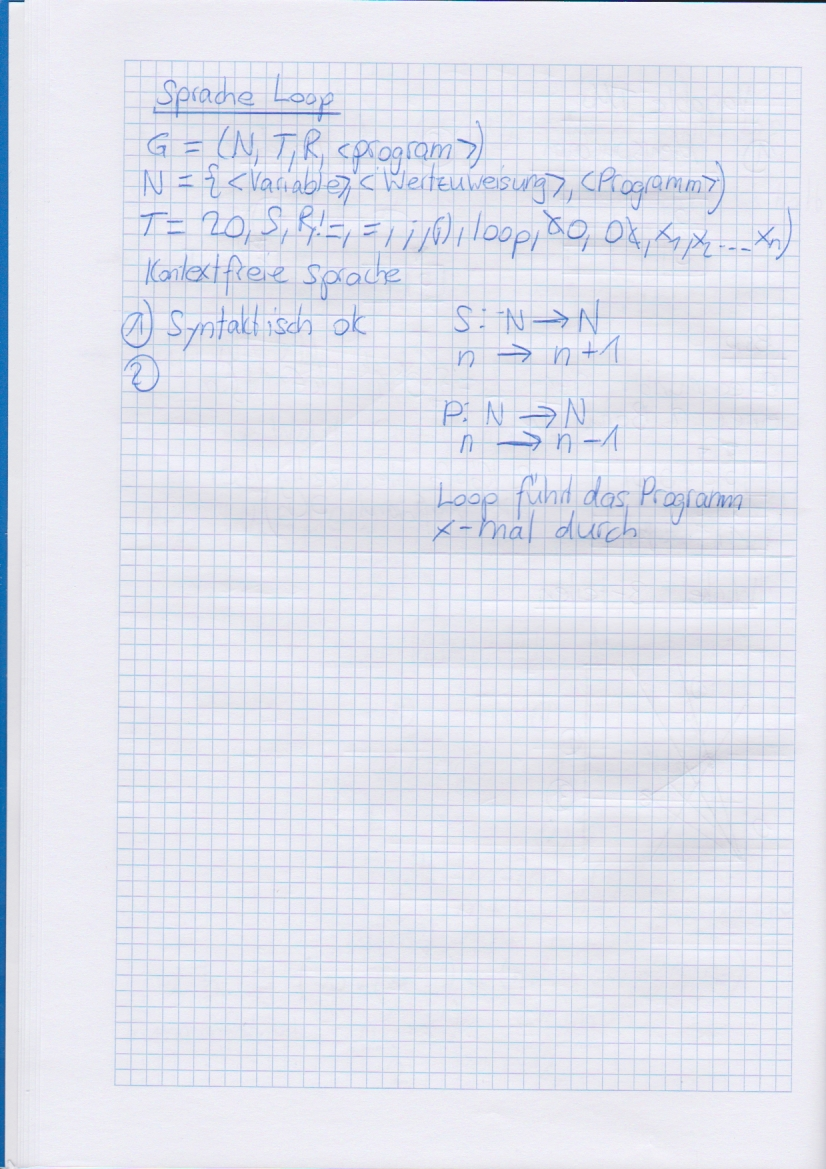 Sprache Loop
G = (N, T, R, <program>)
N = {<Variable>, <Wertzuweisung>, <Programm>)
T = 20, S, P, !=, =, ;, (), loop, x0, 0x, x1, x2 ... xn)
Kontextfreie Sprache
① Syntaktisch ok
②
S: N → N
n → n+1
P: N → N
n → n-1
Loop führt das Programm
x-mal durch